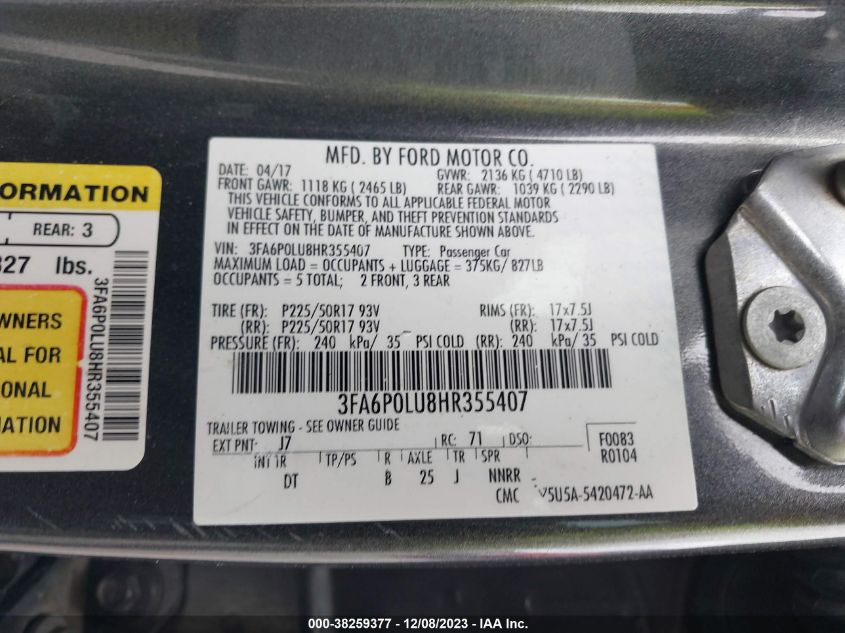 ORMATION
REAR: 3
327 lbs.
WNERS
AL FOR
ONAL
MATION
3FA6P0LU8HR355407
MFD. BY FORD MOTOR CO.
DATE: 04/17 GVWR: 2136 KG ( 4710 LB)
FRONT GAWR: 1118 KG ( 2465 LB) REAR GAWR: 1039 KG ( 2290 LB)
THIS VEHICLE CONFORMS TO ALL APPLICABLE FEDERAL MOTOR
VEHICLE SAFETY, BUMPER, AND THEFT PREVENTION STANDARDS
IN EFFECT ON THE DATE OF MANUFACTURE SHOWN ABOVE.
VIN: 3FA6P0LU8HR355407 TYPE: Passenger Car
MAXIMUM LOAD = OCCUPANTS + LUGGAGE = 375KG/ 827LB
OCCUPANTS = 5 TOTAL; 2 FRONT, 3 REAR
TIRE (FR): P225/50R17 93V RIMS (FR): 17x7.5J
(RR): P225/50R17 93V (RR): 17x7.5J
PRESSURE (FR): 240 kPa/ 35 PSI COLD (RR): 240 kPa/ 35 PSI COLD
3FA6P0LU8HR355407
TRAILER TOWING - SEE OWNER GUIDE
EXT PNT: J7 RC: 71 DSO: F0083
R0104
INT TR TP/PS R AXLE TR SPR
DT B 25 J NNRR
CMC V5U5A-5420472-AA
000-38259377 - 12/08/2023 - IAA Inc.